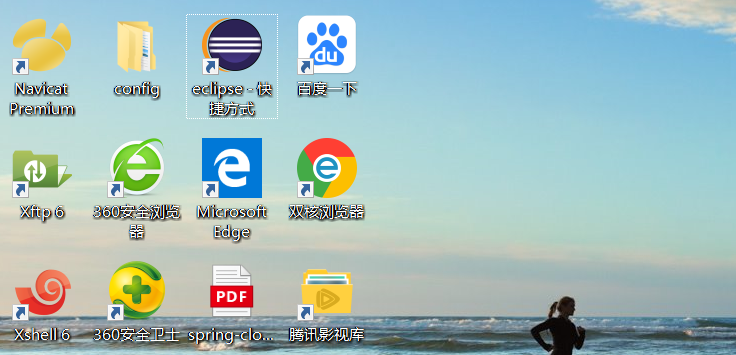 Navicat
Premium
config
eclipse - 快
捷方式
du
百度一下
Xftp 6
360安全浏览
器
Microsoft
Edge
双核浏览器
Xshell 6
360安全卫士
PDF
spring-clo...
腾讯影视库